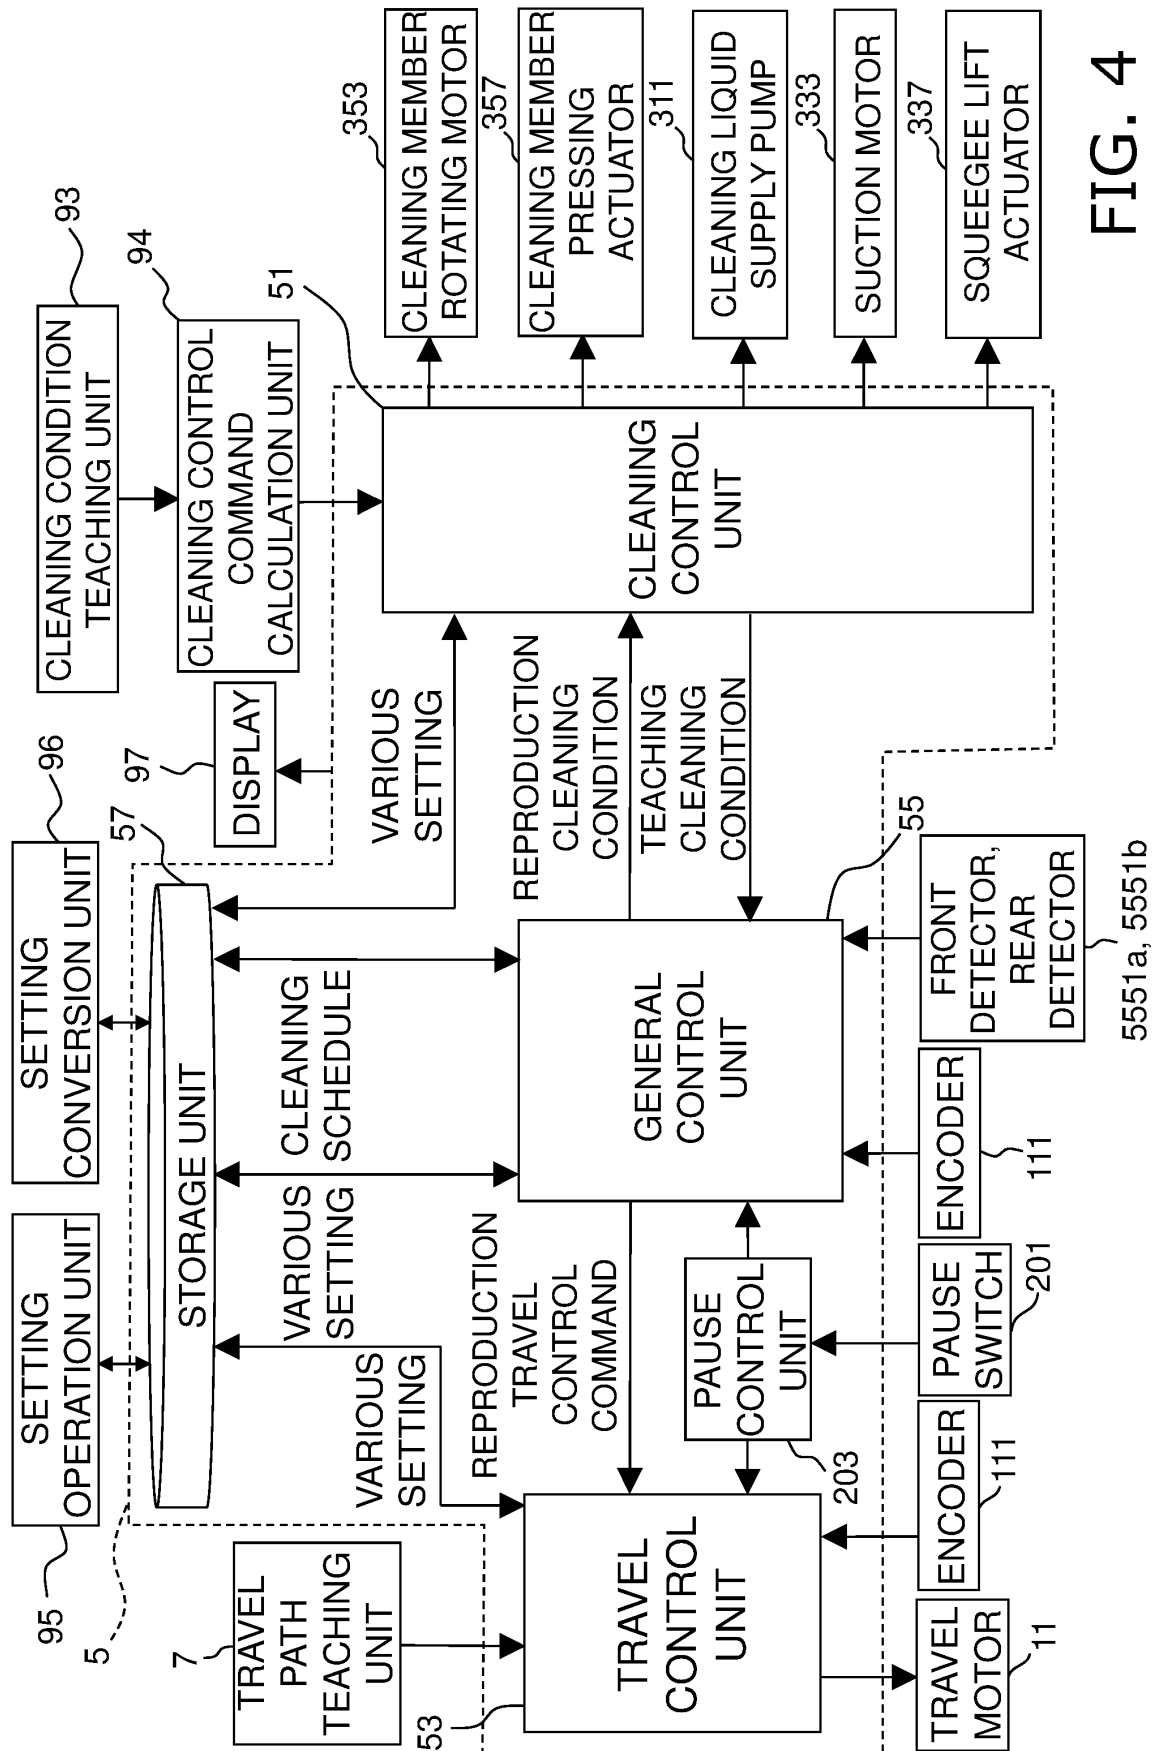 7
TRAVEL
PATH
TEACHING
UNIT
95
SETTING
OPERATION UNIT
96
SETTING
CONVERSION UNIT
97
DISPLAY
93
CLEANING CONDITION
TEACHING UNIT
94
CLEANING CONTROL
COMMAND
CALCULATION UNIT
5
57
STORAGE UNIT
VARIOUS
SETTING
VARIOUS
SETTING
CLEANING
SCHEDULE
VARIOUS
SETTING
53
TRAVEL
CONTROL
UNIT
REPRODUCTION
TRAVEL
CONTROL
COMMAND
PAUSE
CONTROL
UNIT
203
GENERAL
CONTROL
UNIT
55
REPRODUCTION
CLEANING
CONDITION
TEACHING
CLEANING
CONDITION
51
CLEANING
CONTROL
UNIT
353
CLEANING MEMBER
ROTATING MOTOR
357
CLEANING MEMBER
PRESSING
ACTUATOR
311
CLEANING LIQUID
SUPPLY PUMP
333
SUCTION MOTOR
337
SQUEEGEE LIFT
ACTUATOR
TRAVEL
MOTOR
11
ENCODER
111
PAUSE
SWITCH
201
ENCODER
111
FRONT
DETECTOR,
REAR
DETECTOR
5551a, 5551b
FIG. 4